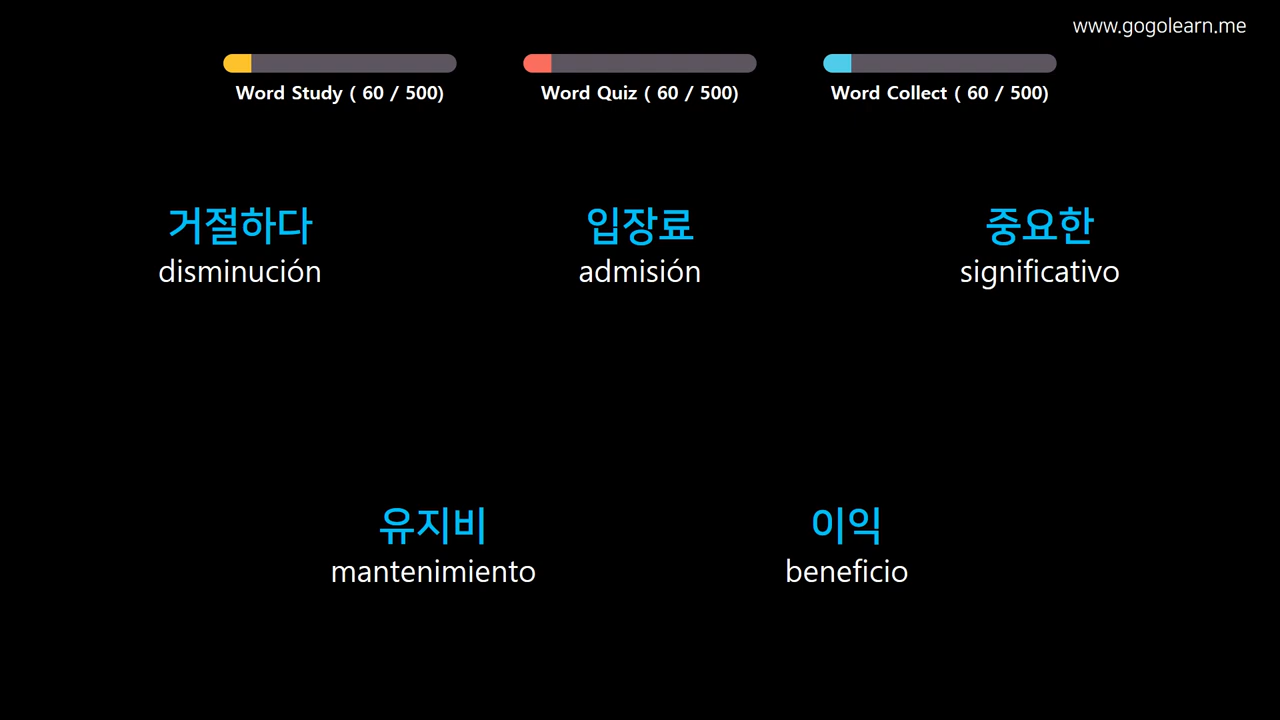 www.gogolearn.me
Word Study ( 60 / 500)
Word Quiz ( 60 / 500)
Word Collect ( 60 / 500)
거절하다
disminución
입장료
admisión
중요한
significativo
유지비
mantenimiento
이익
beneficio